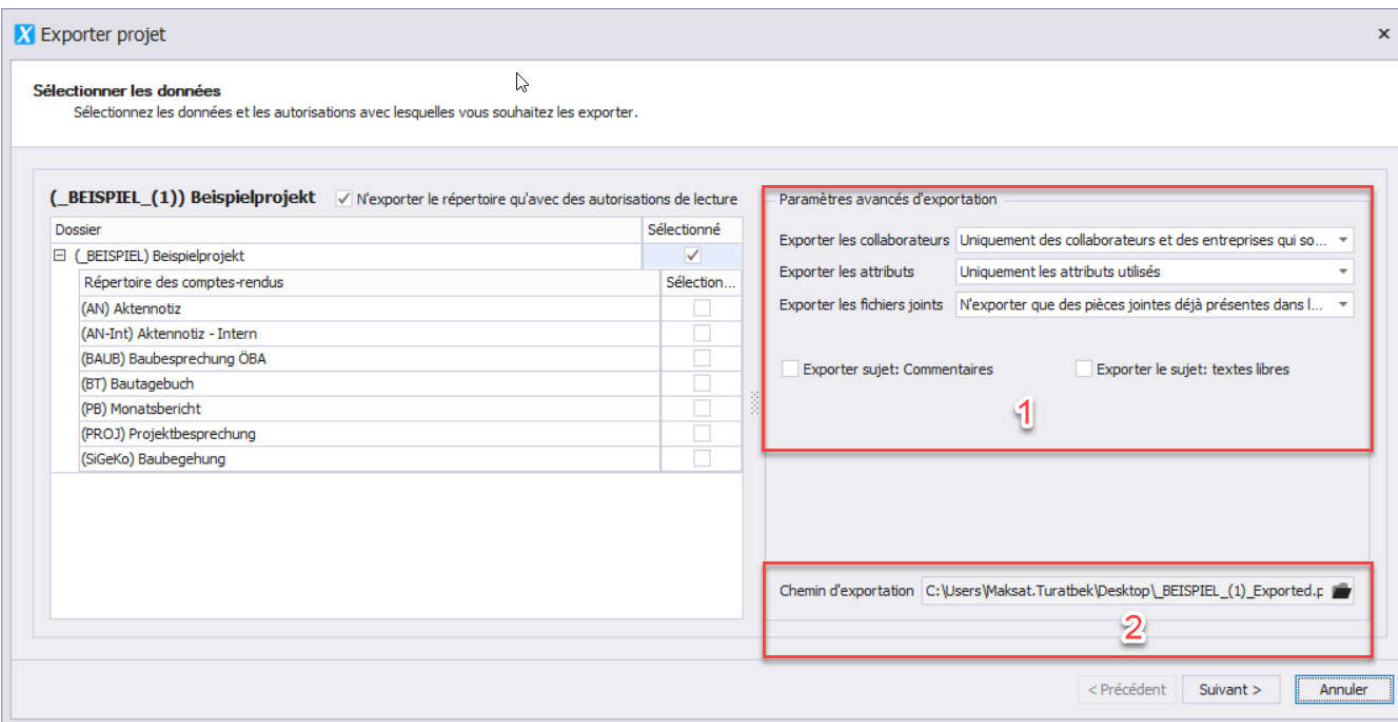 X Exporter projet
Sélectionner les données
Sélectionnez les données et les autorisations avec lesquelles vous souhaitez les exporter.
(_BEISPIEL_(1)) Beispielprojekt N'exporter le répertoire qu'avec des autorisations de lecture
Dossier Sélectionné
(_BEISPIEL) Beispielprojekt
Répertoire des comptes-rendus Sélection...
(AN) Aktennotiz
(AN-Int) Aktennotiz - Intern
(BAUB) Baubesprechung ÖBA
(BT) Bautagebuch
(PB) Monatsbericht
(PROJ) Projektbesprechung
(SiGeKo) Baubegehung
Paramètres avancés d'exportation
Exporter les collaborateurs Uniquement des collaborateurs et des entreprises qui so...
Exporter les attributs Uniquement les attributs utilisés
Exporter les fichiers joints N'exporter que des pièces jointes déjà présentes dans l...
Exporter sujet: Commentaires Exporter le sujet: textes libres
1
Chemin d'exportation C:\Users\Maksat.Turatbek\Desktop\_BEISPIEL_(1)_Exported.p
2
< Précédent Suivant > Annuler